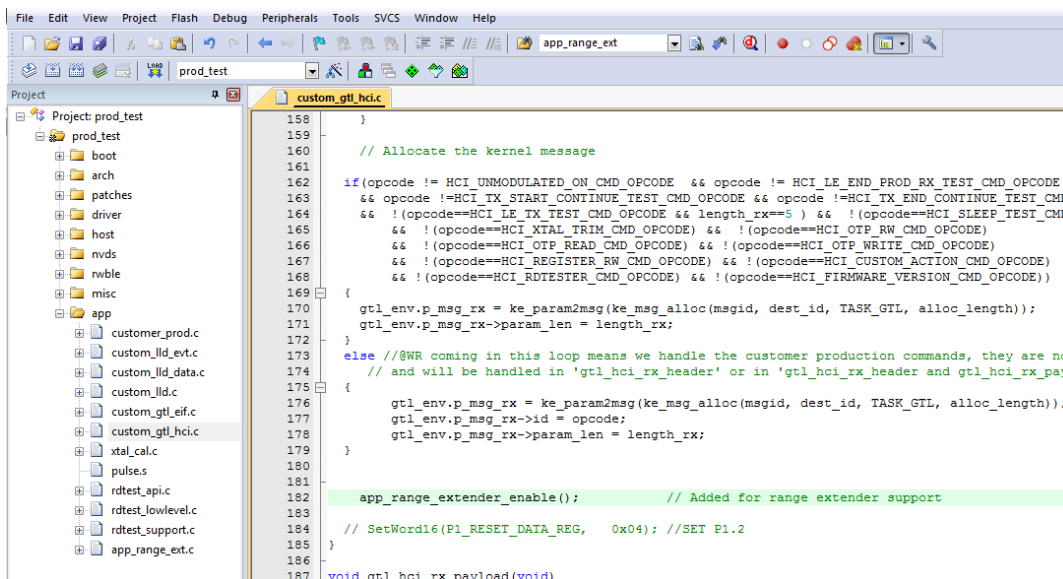 File Edit View Project Flash Debug Peripherals Tools SVCS Window Help
app_range_ext
LOAD prod_test
Project
Project: prod_test
prod_test
boot
arch
patches
driver
host
nvds
rwble
misc
app
customer_prod.c
custom_lld_evt.c
custom_lld_data.c
custom_lld.c
custom_gtl_eif.c
custom_gtl_hci.c
xtal_cal.c
pulse.s
rdtest_api.c
rdtest_lowlevel.c
rdtest_support.c
app_range_ext.c
custom_gtl_hci.c
158 }
159
160 // Allocate the kernel message
161
162 if(opcode != HCI_UNMODULATED_ON_CMD_OPCODE && opcode != HCI_LE_END_PROD_RX_TEST_CMD_OPCODE
163 && opcode !=HCI_TX_START_CONTINUE_TEST_CMD_OPCODE && opcode !=HCI_TX_END_CONTINUE_TEST_CMD
164 && !(opcode==HCI_LE_TX_TEST_CMD_OPCODE && length_rx==5 ) && !(opcode==HCI_SLEEP_TEST_CMD
165 && !(opcode==HCI_XTAL_TRIM_CMD_OPCODE) && !(opcode==HCI_OTP_RW_CMD_OPCODE)
166 && !(opcode==HCI_OTP_READ_CMD_OPCODE) && !(opcode==HCI_OTP_WRITE_CMD_OPCODE)
167 && !(opcode==HCI_REGISTER_RW_CMD_OPCODE) && !(opcode==HCI_CUSTOM_ACTION_CMD_OPCODE)
168 && !(opcode==HCI_RDTESTER_CMD_OPCODE) && !(opcode==HCI_FIRMWARE_VERSION_CMD_OPCODE))
169 {
170 gtl_env.p_msg_rx = ke_param2msg(ke_msg_alloc(msgid, dest_id, TASK_GTL, alloc_length));
171 gtl_env.p_msg_rx->param_len = length_rx;
172 }
173 else //@WR coming in this loop means we handle the customer production commands, they are no
174 // and will be handled in 'gtl_hci_rx_header' or in 'gtl_hci_rx_header and gtl_hci_rx_pay
175 {
176 gtl_env.p_msg_rx = ke_param2msg(ke_msg_alloc(msgid, dest_id, TASK_GTL, alloc_length))
177 gtl_env.p_msg_rx->id = opcode;
178 gtl_env.p_msg_rx->param_len = length_rx;
179 }
180
181
182 app_range_extender_enable(); // Added for range extender support
183
184 // SetWord16(P1_RESET_DATA_REG, 0x04); //SET P1.2
185 }
186
187 void gtl_hci_rx_payload(void)